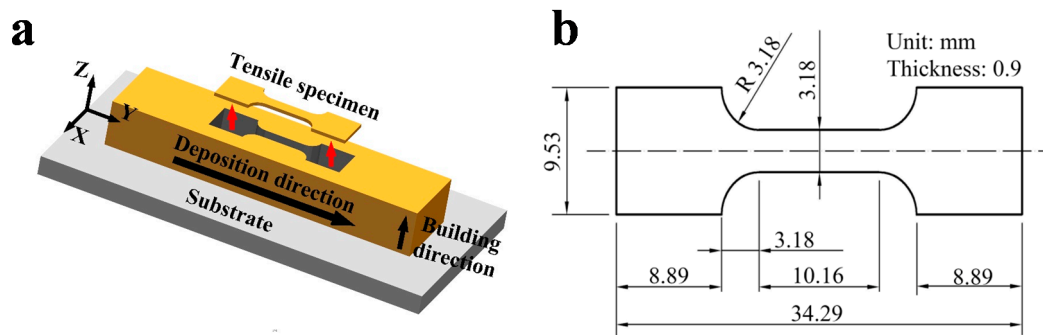 a
Z
Y
X
Tensile specimen
Deposition direction
Substrate
Building
direction
b
Unit: mm
Thickness: 0.9
R 3.18
3.18
9.53
3.18
8.89
10.16
8.89
34.29